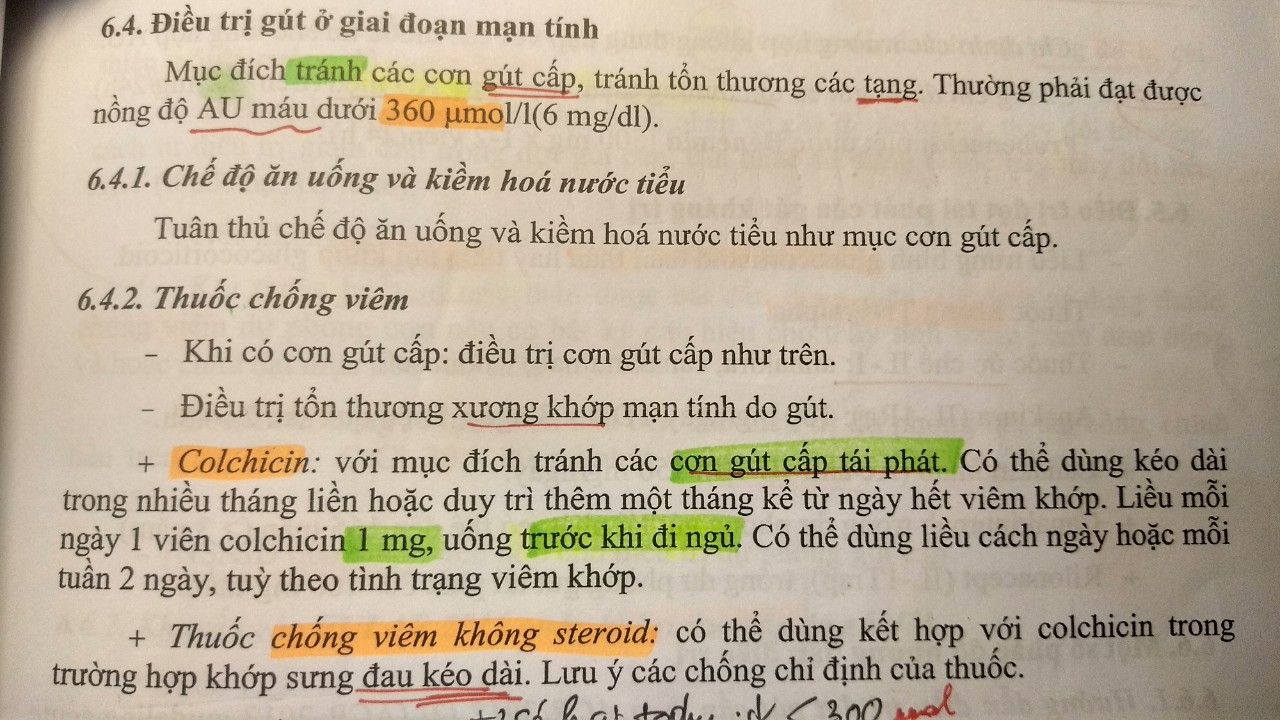 6.4. Điều trị gút ở giai đoạn mạn tính
Mục đích tránh các cơn gút cấp, tránh tổn thương các tạng. Thường phải đạt được
nồng độ AU máu dưới 360 µmol/l(6 mg/dl).
6.4.1. Chế độ ăn uống và kiềm hoá nước tiểu
Tuân thủ chế độ ăn uống và kiềm hoá nước tiểu như mục cơn gút cấp.
6.4.2. Thuốc chống viêm
– Khi có cơn gút cấp: điều trị cơn gút cấp như trên.
– Điều trị tổn thương xương khớp mạn tính do gút.
+ Colchicin: với mục đích tránh các cơn gút cấp tái phát. Có thể dùng kéo dài
trong nhiều tháng liền hoặc duy trì thêm một tháng kể từ ngày hết viêm khớp. Liều mỗi
ngày 1 viên colchicin 1 mg, uống trước khi đi ngủ. Có thể dùng liều cách ngày hoặc mỗi
tuần 2 ngày, tuỳ theo tình trạng viêm khớp.
+ Thuốc chống viêm không steroid: có thể dùng kết hợp với colchicin trong
trường hợp khớp sưng đau kéo dài. Lưu ý các chống chỉ định của thuốc.
< 300 mol